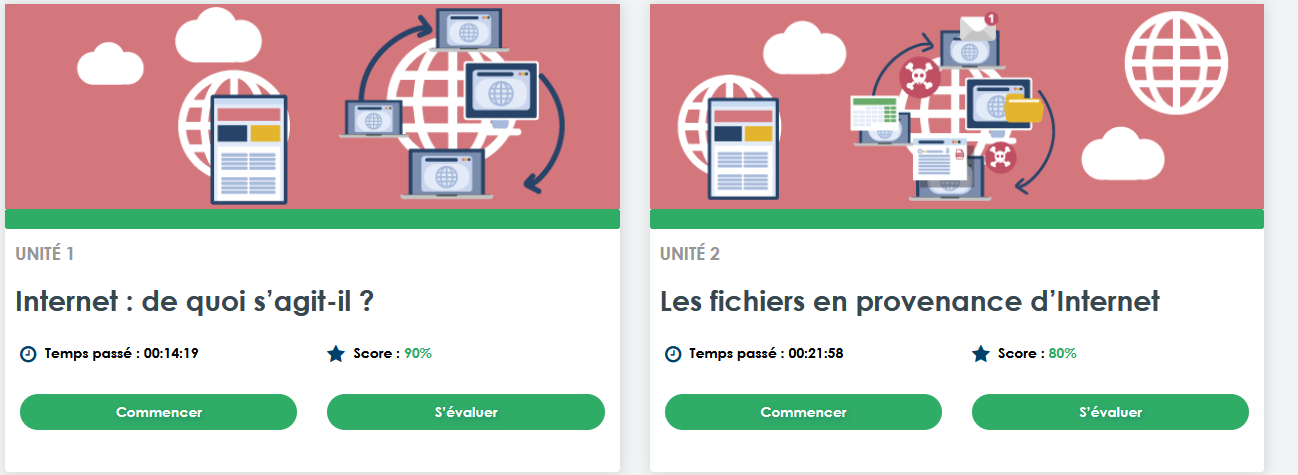 1
UNITÉ 1
Internet : de quoi s’agit-il ?
Temps passé : 00:14:19
Score : 90%
Commencer
S’évaluer
UNITÉ 2
Les fichiers en provenance d’Internet
Temps passé : 00:21:58
Score : 80%
Commencer
S’évaluer